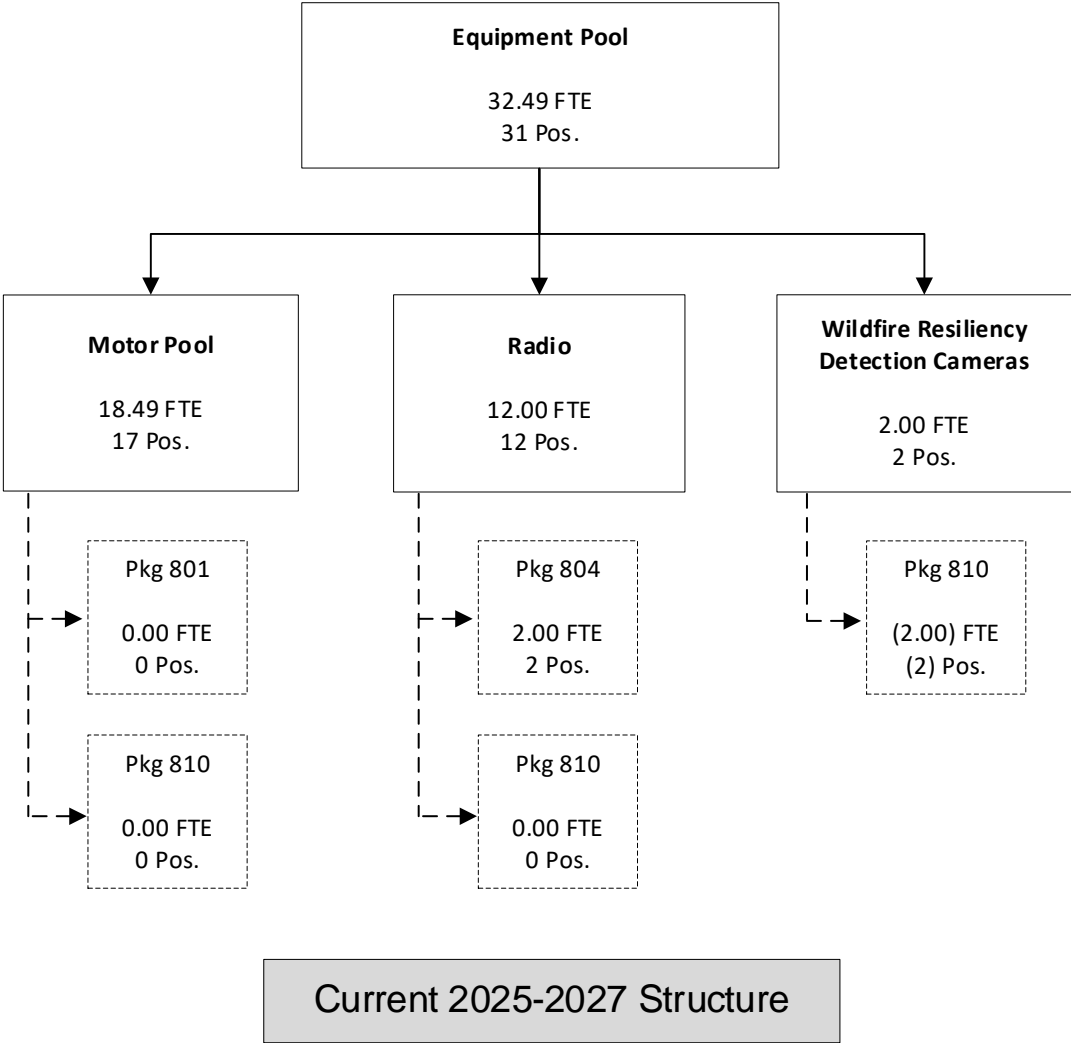 Equipment Pool
32.49 FTE
31 Pos.
Motor Pool
18.49 FTE
17 Pos.
Radio
12.00 FTE
12 Pos.
Wildfire Resiliency
Detection Cameras
2.00 FTE
2 Pos.
Pkg 801
0.00 FTE
0 Pos.
Pkg 810
0.00 FTE
0 Pos.
Pkg 804
2.00 FTE
2 Pos.
Pkg 810
0.00 FTE
0 Pos.
Pkg 810
(2.00) FTE
(2) Pos.
Current 2025-2027 Structure